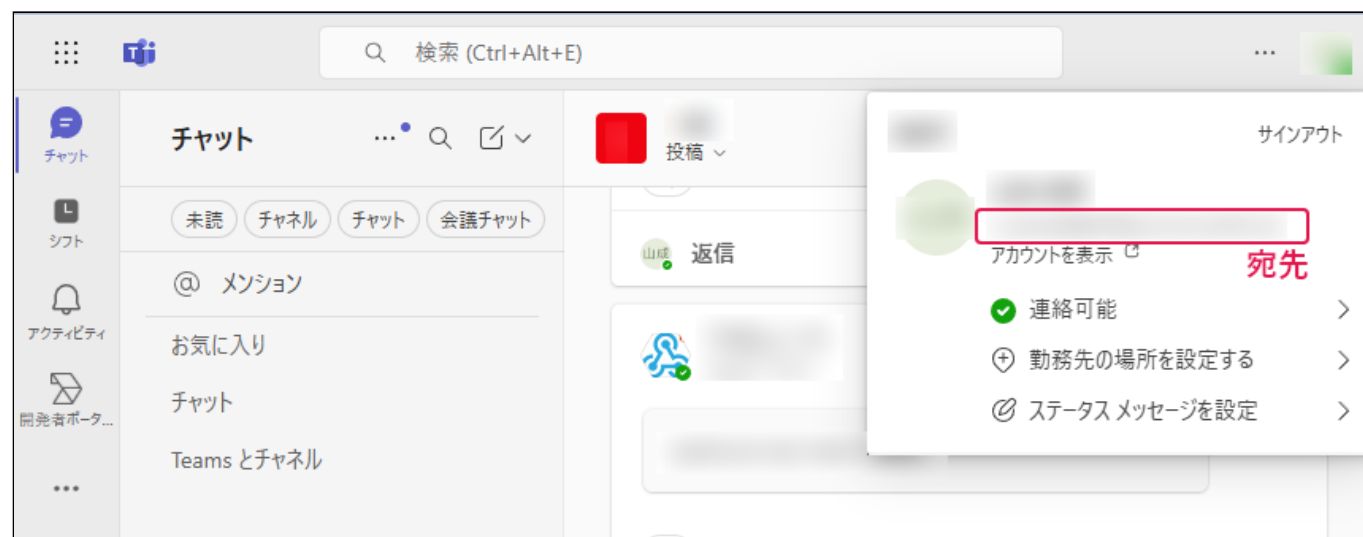 検索 (Ctrl+Alt+E)
チャット
シフト
アクティビティ
開発者ポータ...
チャット
未読
チャネル
チャット
会議チャット
@ メンション
お気に入り
チャット
Teams とチャネル
投稿
山成
返信
サインアウト
アカウントを表示
宛先
連絡可能
勤務先の場所を設定する
ステータス メッセージを設定